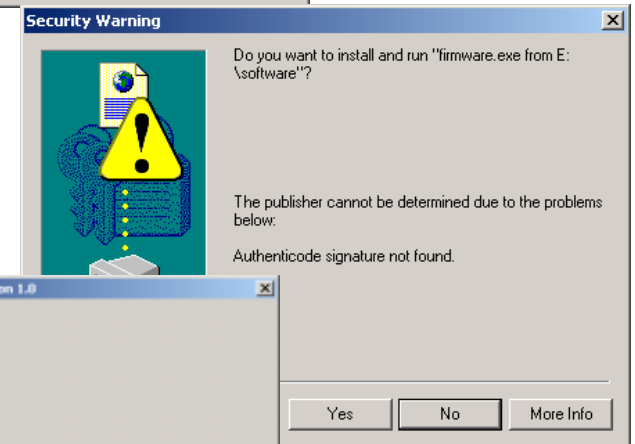 Security Warning
Do you want to install and run "firmware.exe from E:
\software"?
The publisher cannot be determined due to the problems
below:
Authenticode signature not found.
on 1.0
Yes
No
More Info